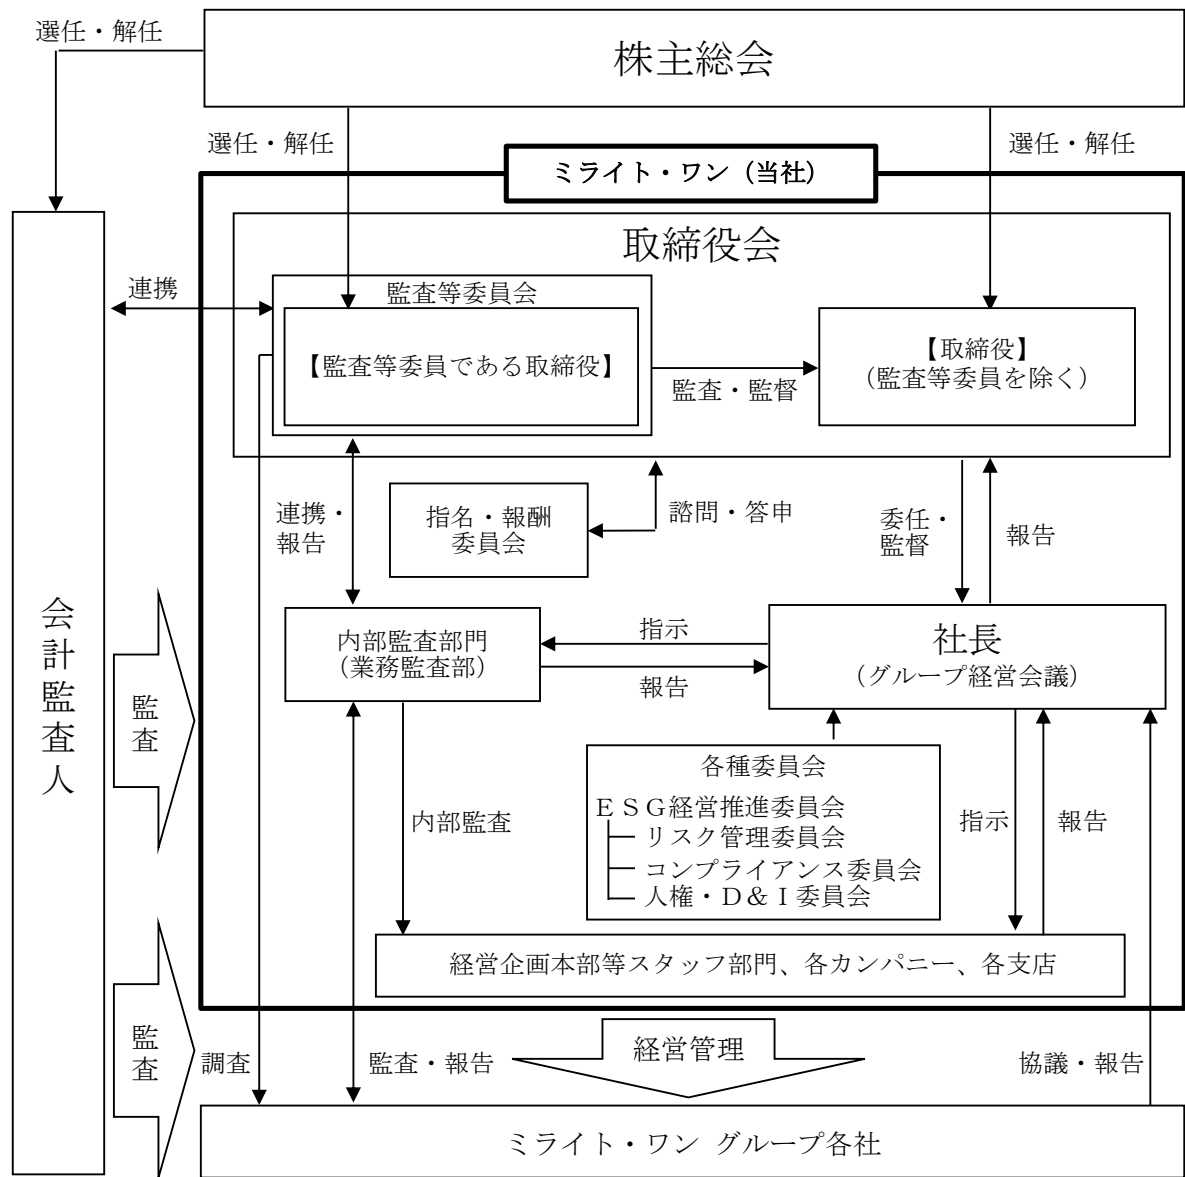 選任・解任
株主総会
選任・解任
選任・解任
ミライト・ワン（当社）
取締役会
連携
監査等委員会
【監査等委員である取締役】
監査・監督
【取締役】
（監査等委員を除く）
連携・
報告
指名・報酬
委員会
諮問・答申
委任・
監督
報告
会計監査人
監査
内部監査部門
（業務監査部）
指示
報告
社長
（グループ経営会議）
各種委員会
ＥＳＧ経営推進委員会
リスク管理委員会
コンプライアンス委員会
人権・Ｄ＆Ｉ委員会
内部監査
指示
報告
経営企画本部等スタッフ部門、各カンパニー、各支店
監査
調査
監査・報告
経営管理
協議・報告
ミライト・ワン グループ各社